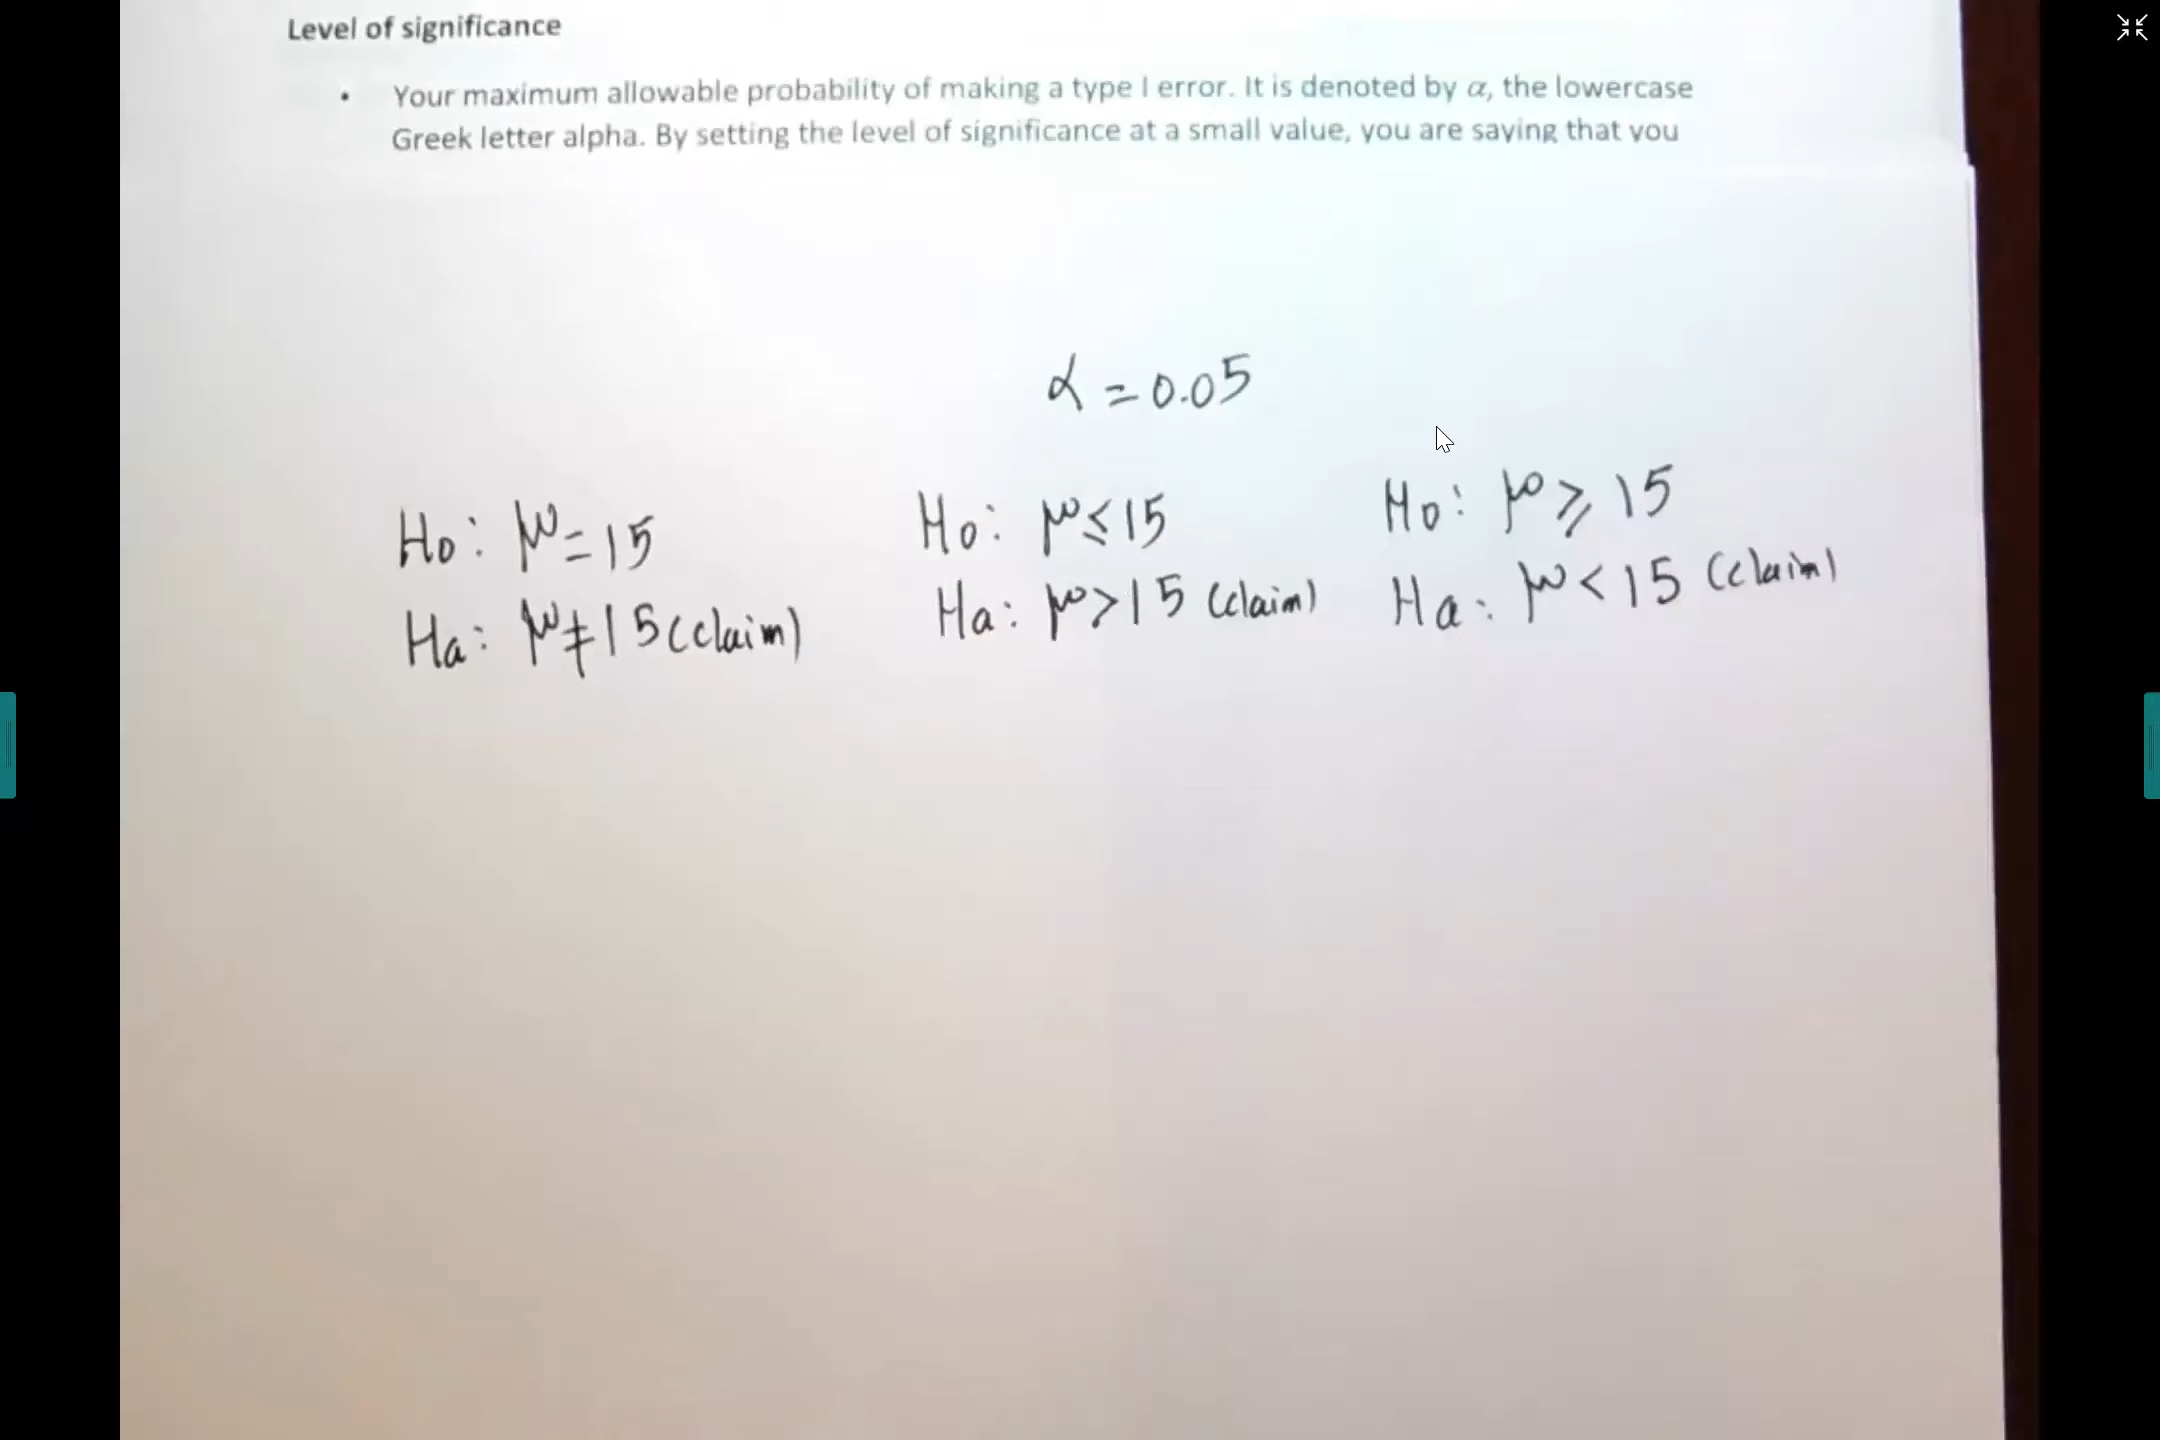 Level of significance
• Your maximum allowable probability of making a type I error. It is denoted by α, the lowercase
Greek letter alpha. By setting the level of significance at a small value, you are saying that you
α = 0.05
Ho: μ = 15
Ha: μ ≠ 15 (claim)
Ho: μ ≤ 15
Ha: μ > 15 (claim)
Ho: μ ≥ 15
Ha: μ < 15 (claim)